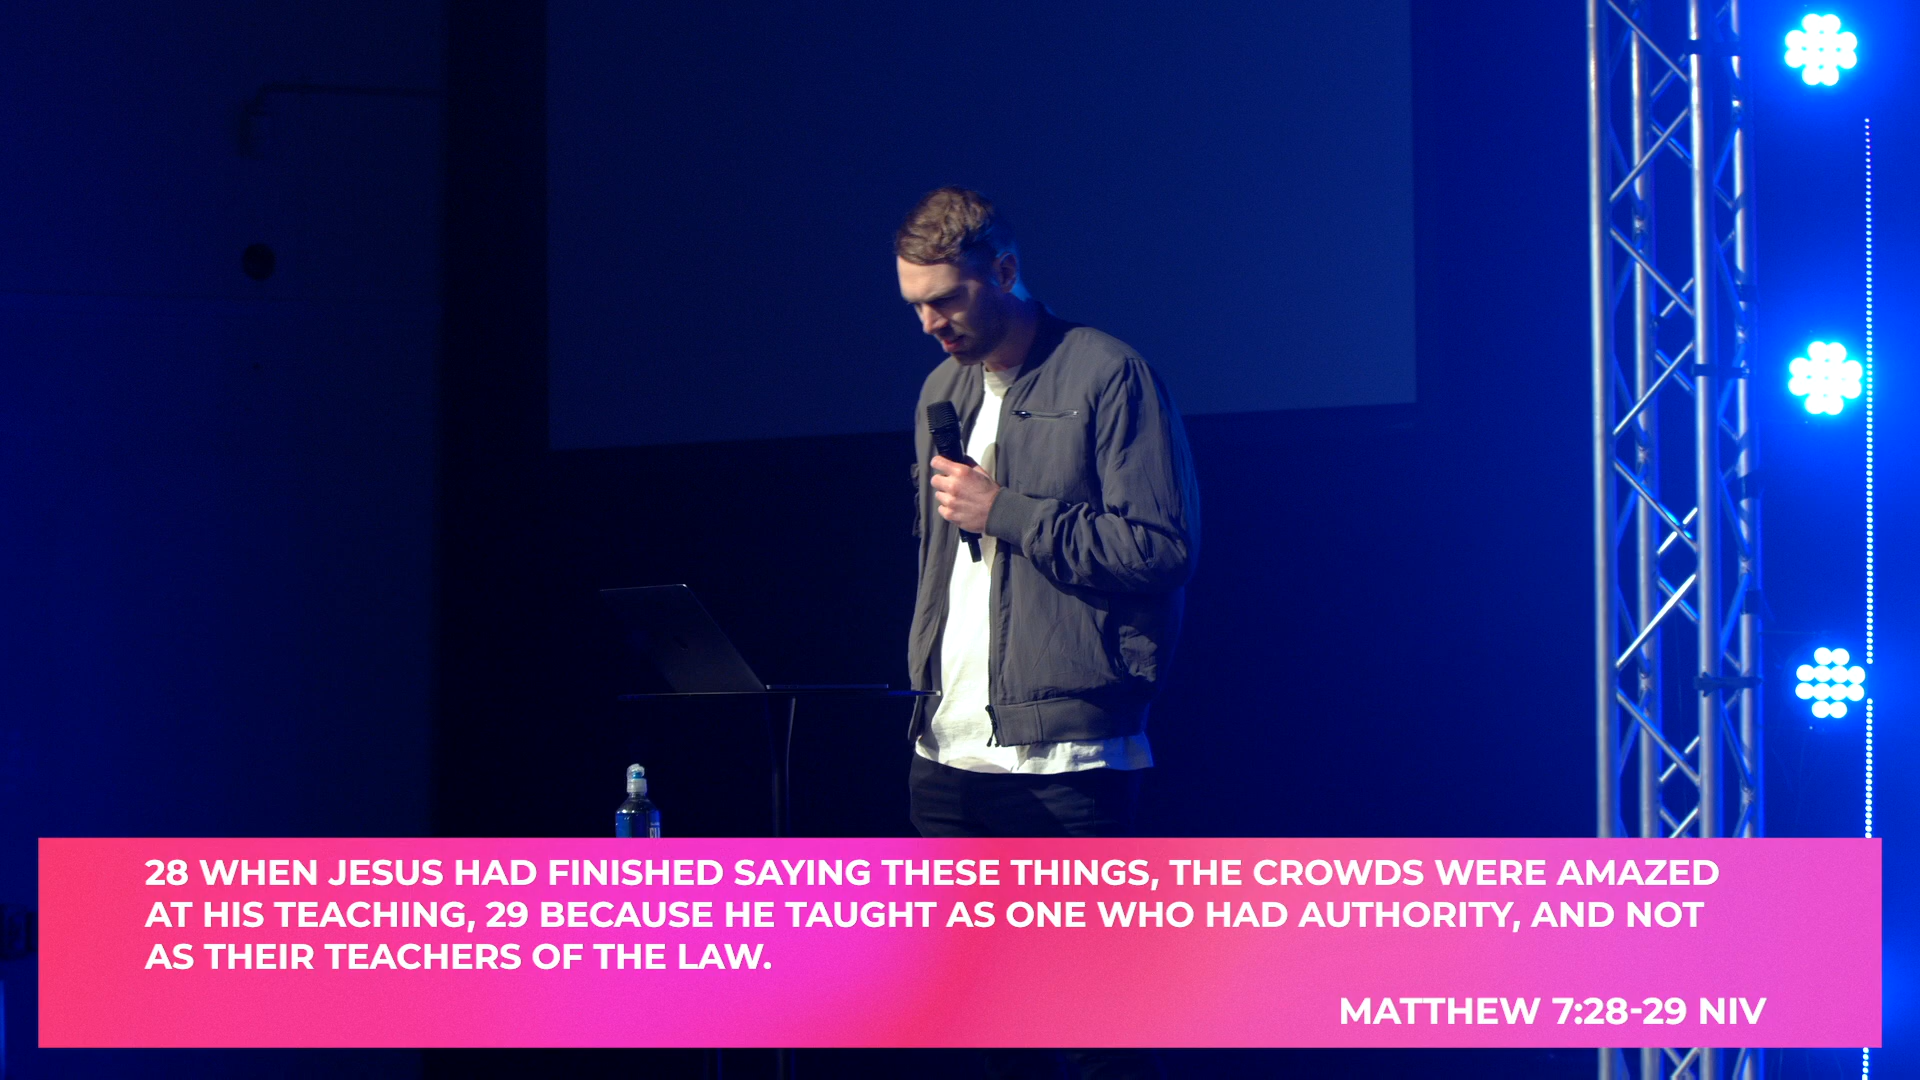 28 WHEN JESUS HAD FINISHED SAYING THESE THINGS, THE CROWDS WERE AMAZED
AT HIS TEACHING, 29 BECAUSE HE TAUGHT AS ONE WHO HAD AUTHORITY, AND NOT
AS THEIR TEACHERS OF THE LAW.
MATTHEW 7:28-29 NIV